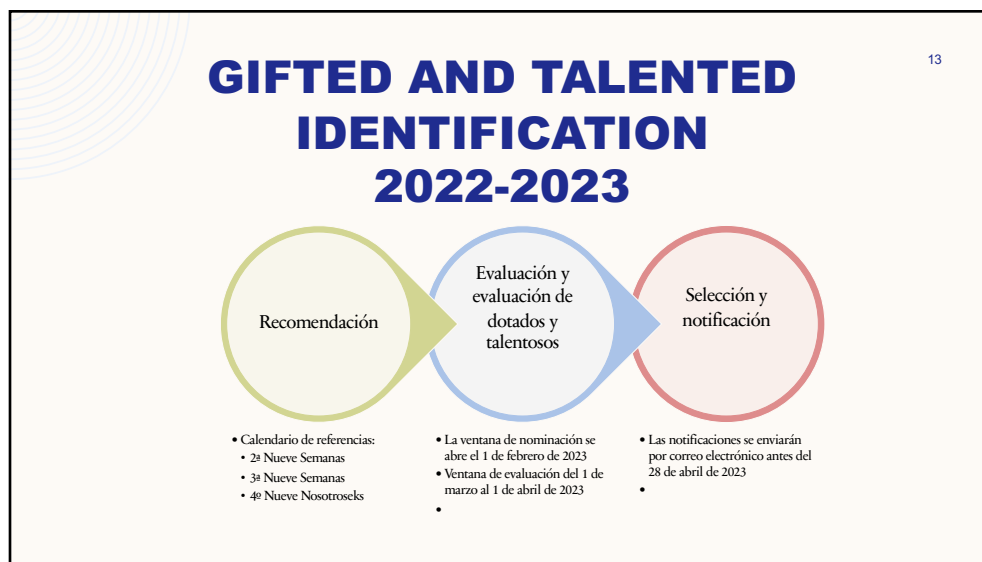 13
GIFTED AND TALENTED
IDENTIFICATION
2022-2023
Recomendación
Evaluación y
evaluación de
dotados y
talentosos
Selección y
notificación
• Calendario de referencias:
• 2ª Nueve Semanas
• 3ª Nueve Semanas
• 4º Nueve Nosotroseks
• La ventana de nominación se
abre el 1 de febrero de 2023
• Ventana de evaluación del 1 de
marzo al 1 de abril de 2023
•
• Las notificaciones se enviarán
por correo electrónico antes del
28 de abril de 2023
•